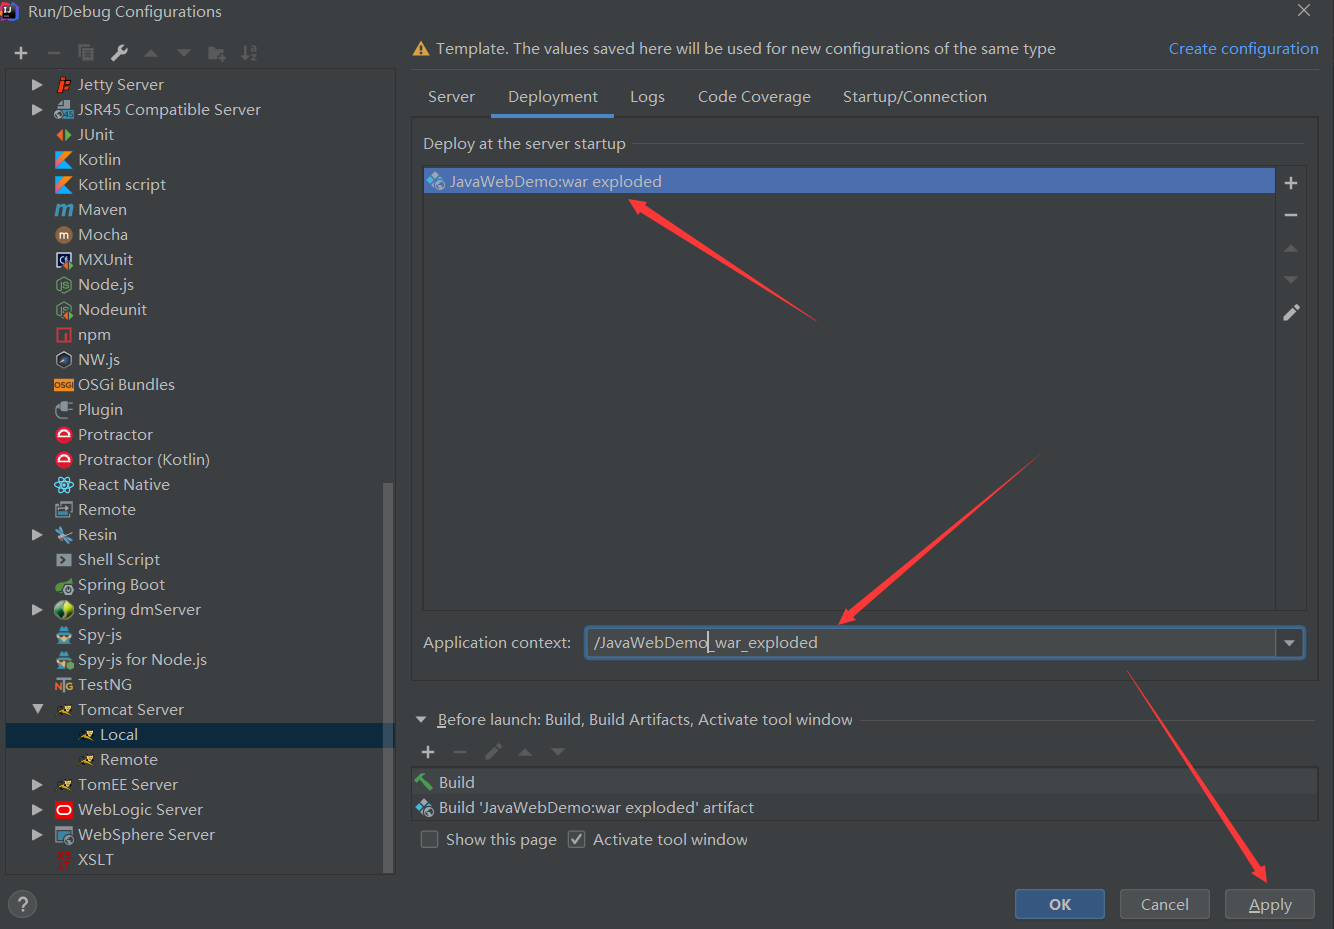 Run/Debug Configurations
Template. The values saved here will be used for new configurations of the same type
Create configuration
Jetty Server
JSR45 Compatible Server
JUnit
Kotlin
Kotlin script
Maven
Mocha
MXUnit
Node.js
Nodeunit
npm
NW.js
OSGi Bundles
Plugin
Protractor
Protractor (Kotlin)
React Native
Remote
Resin
Shell Script
Spring Boot
Spring dmServer
Spy-js
Spy-js for Node.js
TestNG
Tomcat Server
Local
Remote
TomEE Server
WebLogic Server
WebSphere Server
XSLT
Server
Deployment
Logs
Code Coverage
Startup/Connection
Deploy at the server startup
JavaWebDemo:war exploded
Application context:
/JavaWebDemo_war_exploded
Before launch: Build, Build Artifacts, Activate tool window
Build
Build 'JavaWebDemo:war exploded' artifact
Show this page
Activate tool window
?
OK
Cancel
Apply